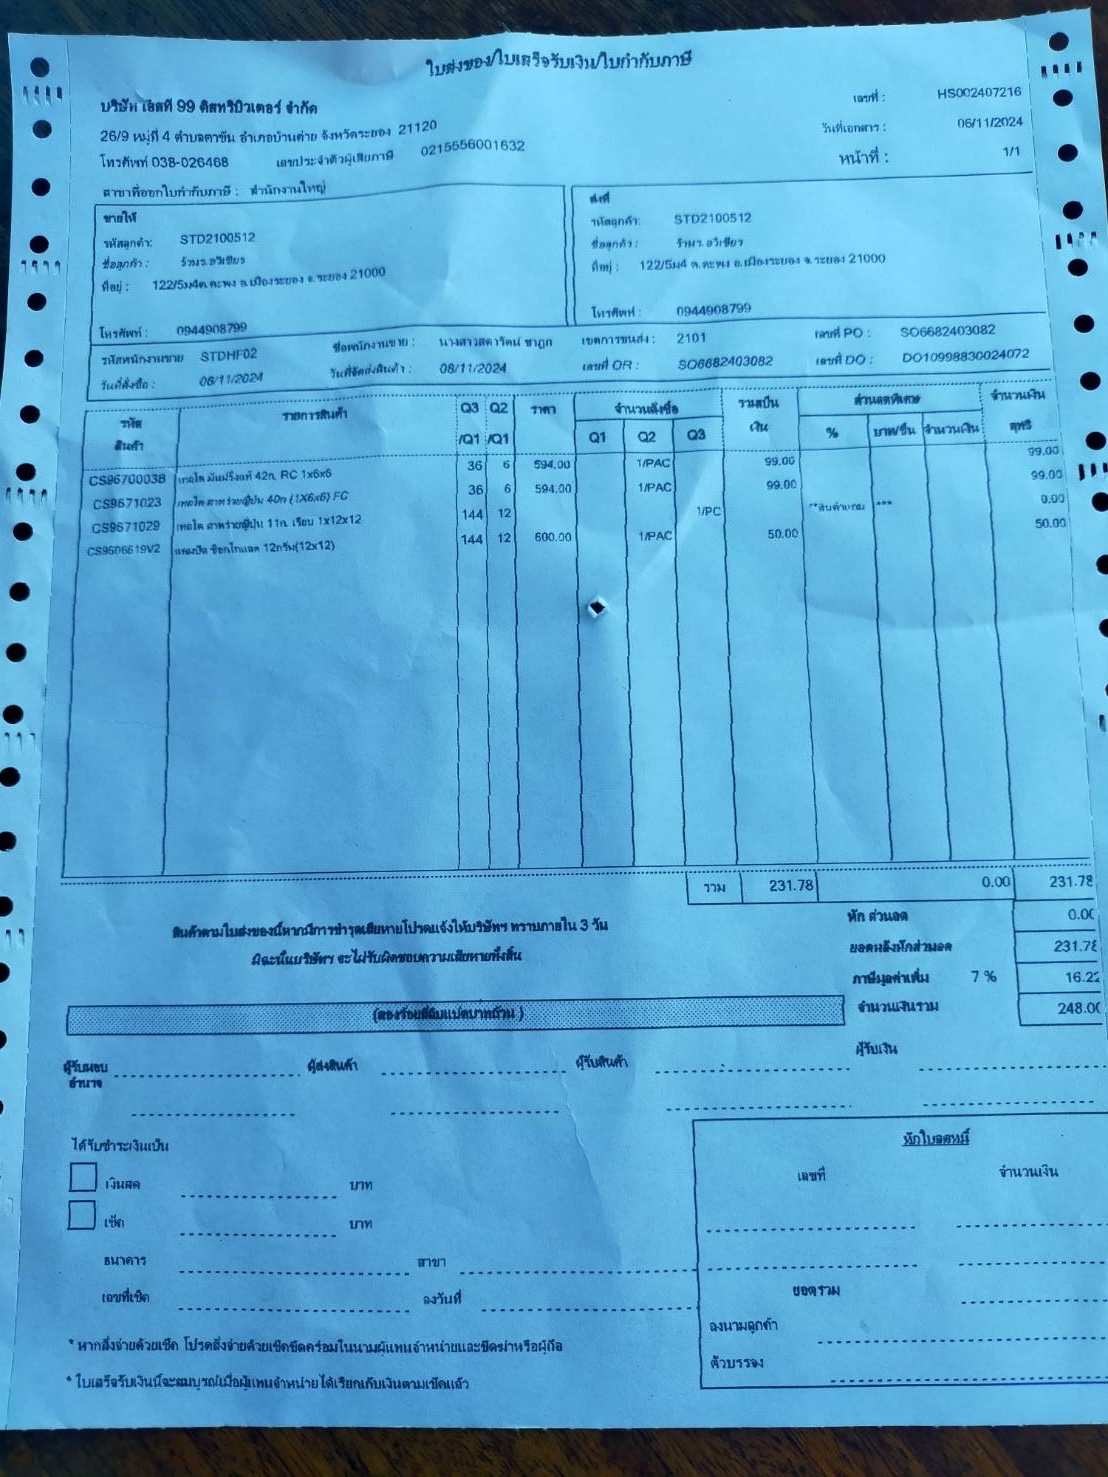 ใบส่งของ/ใบเสร็จรับเงิน/ใบกำกับภาษี
บริษัท เอสที 99 ดิสทริบิวเตอร์ จำกัด
เลขที่ : HS002407216
26/9 หมู่ที่ 4 ตำบลตาขัน อำเภอบ้านค่าย จังหวัดระยอง 21120
วันที่เอกสาร : 06/11/2024
โทรศัพท์ 038-026468 เลขประจำตัวผู้เสียภาษี 0215556001632
หน้าที่ : 1/1
สาขาที่ออกใบกำกับภาษี : สำนักงานใหญ่
ขายให้
รหัสลูกค้า: STD2100512
ชื่อลูกค้า : ร้านว.อวิเชียร
ที่อยู่ : 122/5ม4ต.ตะพง อ.เมืองระยอง จ.ระยอง 21000
โทรศัพท์ : 0944908799
ส่งที่
รหัสลูกค้า: STD2100512
ชื่อลูกค้า : ร้านว.อวิเชียร
ที่อยู่ : 122/5ม4 ต.ตะพง อ.เมืองระยอง จ.ระยอง 21000
โทรศัพท์ : 0944908799
รหัสพนักงานขาย STDHF02 ชื่อพนักงานขาย : นางสาวสุดารัตน์ เขตการขนส่ง : 2101 เลขที่ PO : SO6682403082
วันที่สั่งซื้อ : 08/11/2024 วันที่จัดส่งสินค้า : 08/11/2024 เลขที่ OR : SO6682403082 เลขที่ DO : DO10998830024072
รหัสสินค้า รายการสินค้า Q3/Q1 Q2/Q1 ราคา จำนวนสั่งซื้อ รวมเป็นเงิน ส่วนลดพิเศษ จำนวนเงินสุทธิ
Q1 Q2 Q3 % บาท/ชิ้น จำนวนเงิน
CS96700038 42ก. RC 1x6x6 36 6 594.00 1/PAC 99.00 99.00
CS9671023 สาหร่ายญี่ปุ่น 40ก (1X6x6) FC 36 6 594.00 1/PAC 99.00 99.00
CS9671029 สาหร่ายญี่ปุ่น 11ก. เรียบ 1x12x12 144 12 1/PC **สินค้าแถม *** 0.00
CS9606619V2 ช็อกโกแลต 12กรัม(12x12) 144 12 600.00 1/PAC 50.00 50.00
รวม 231.78 0.00 231.78
สินค้าตามใบส่งของนี้หากมีการชำรุดเสียหายโปรดแจ้งให้บริษัทฯ ทราบภายใน 3 วัน
มิฉะนั้นบริษัทฯ จะไม่รับผิดชอบความเสียหายทั้งสิ้น
หัก ส่วนลด 0.00
ยอดหลังหักส่วนลด 231.78
ภาษีมูลค่าเพิ่ม 7 % 16.22
จำนวนเงินรวม 248.00
(สองร้อยสี่สิบแปดบาทถ้วน )
ผู้รับมอบอำนาจ ผู้ส่งสินค้า ผู้รับสินค้า ผู้รับเงิน
ได้รับชำระเงินเป็น
เงินสด บาท
เช็ค บาท
ธนาคาร สาขา
เลขที่เช็ค ลงวันที่
หักใบลดหนี้
เลขที่ จำนวนเงิน
ยอดรวม
ลงนามลูกค้า
ตัวบรรจง
* หากสั่งจ่ายด้วยเช็ค โปรดสั่งจ่ายด้วยเช็คขีดคร่อมในนามผู้แทนจำหน่ายและขีดฆ่าหรือผู้ถือ
* ใบเสร็จรับเงินนี้จะสมบูรณ์เมื่อผู้แทนจำหน่ายได้เรียกเก็บเงินตามเช็คแล้ว